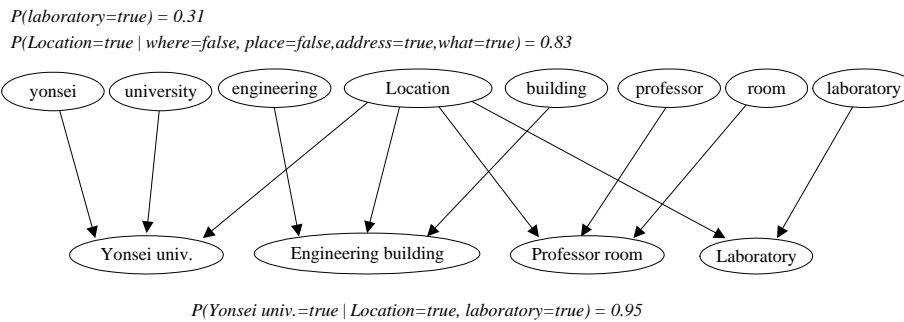 P(laboratory=true) = 0.31
P(Location=true | where=false, place=false,address=true,what=true) = 0.83
yonsei university engineering Location building professor room laboratory
Yonsei univ. Engineering building Professor room Laboratory
P(Yonsei univ.=true | Location=true, laboratory=true) = 0.95